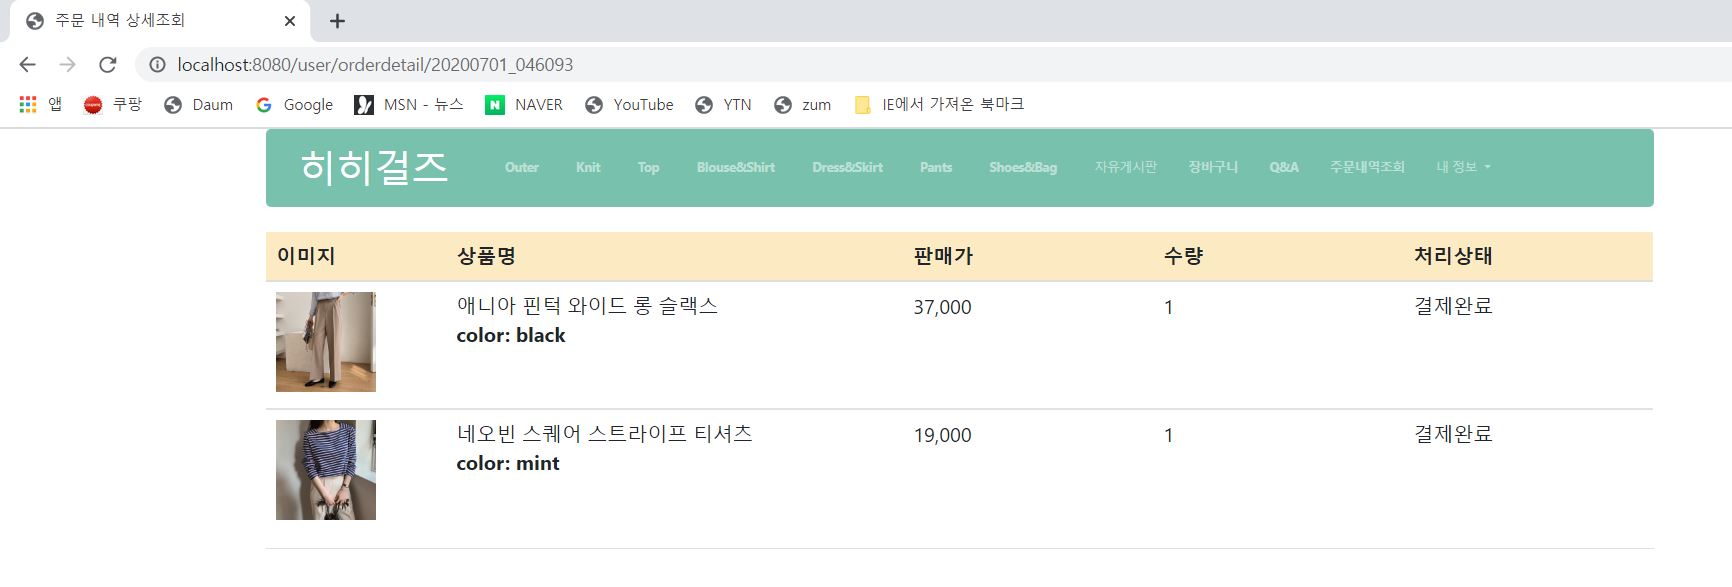 주문 내역 상세조회
localhost:8080/user/orderdetail/20200701_046093
앱 쿠팡 Daum Google MSN - 뉴스 NAVER YouTube YTN zum IE에서 가져온 북마크
히히걸즈 Outer Knit Top Blouse&Shirt Dress&Skirt Pants Shoes&Bag 자유게시판 장바구니 Q&A 주문내역조회 내 정보
이미지 상품명 판매가 수량 처리상태
애니아 핀턱 와이드 롱 슬랙스 37,000 1 결제완료
color: black
네오빈 스퀘어 스트라이프 티셔츠 19,000 1 결제완료
color: mint